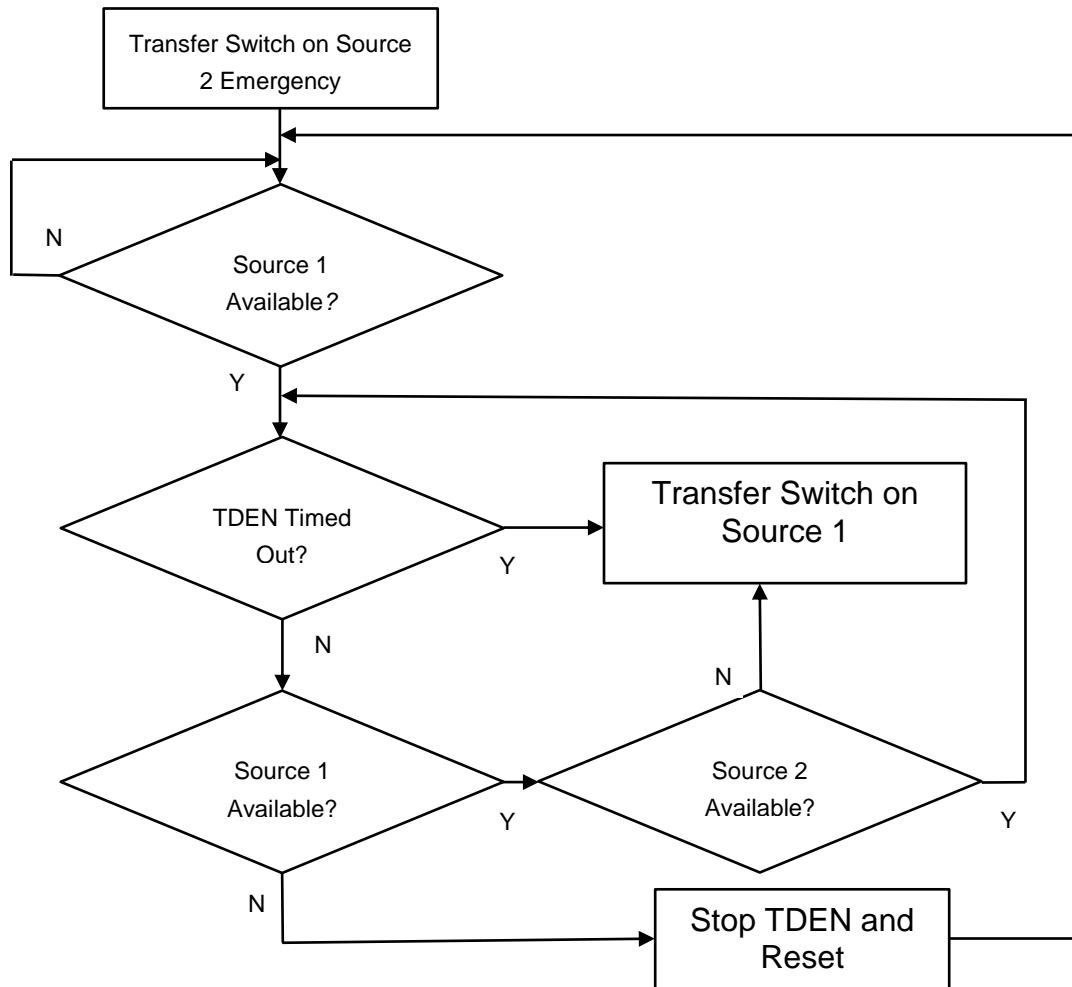 Transfer Switch on Source
2 Emergency
N
Source 1
Available?
Y
TDEN Timed
Out?
Y
Transfer Switch on
Source 1
N
N
Source 1
Available?
Y
Source 2
Available?
Y
N
Stop TDEN and
Reset